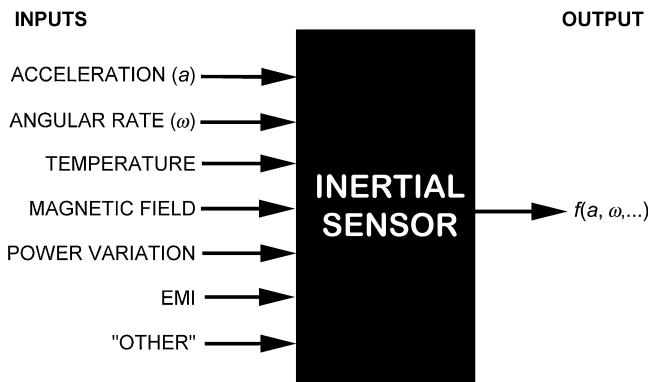 INPUTS
OUTPUT
ACCELERATION (a)
ANGULAR RATE (ω)
TEMPERATURE
MAGNETIC FIELD
POWER VARIATION
EMI
"OTHER"
INERTIAL
SENSOR
f(a, ω,...)